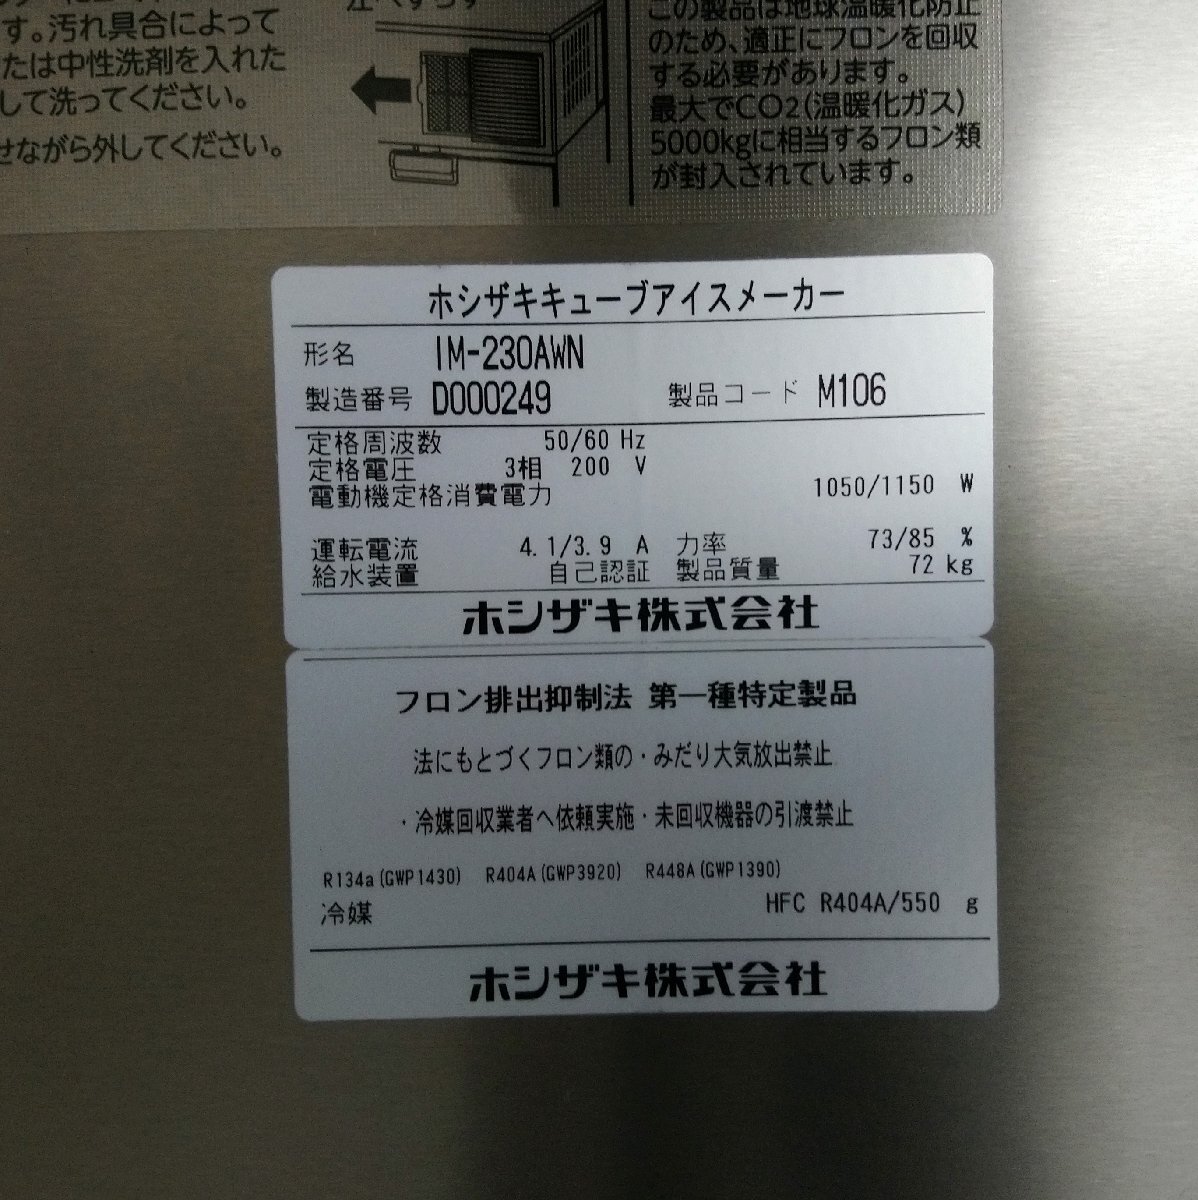 す。汚れ具合によって
たは中性洗剤を入れた
して洗ってください。
せながら外してください。
この製品は地球温暖化防止
のため、適正にフロンを回収
する必要があります。
最大でCO2(温暖化ガス)
5000kgに相当するフロン類
が封入されています。
ホシザキキューブアイスメーカー
形名 IM-230AWN
製造番号 D000249 製品コード M106
定格周波数 50/60 Hz
定格電圧 3相 200 V
電動機定格消費電力 1050/1150 W
運転電流 4.1/3.9 A 力率 73/85 %
給水装置 自己認証 製品質量 72 kg
ホシザキ株式会社
フロン排出抑制法 第一種特定製品
法にもとづくフロン類の・みだり大気放出禁止
・冷媒回収業者へ依頼実施・未回収機器の引渡禁止
R134a(GWP1430) R404A(GWP3920) R448A(GWP1390)
冷媒 HFC R404A/550 g
ホシザキ株式会社